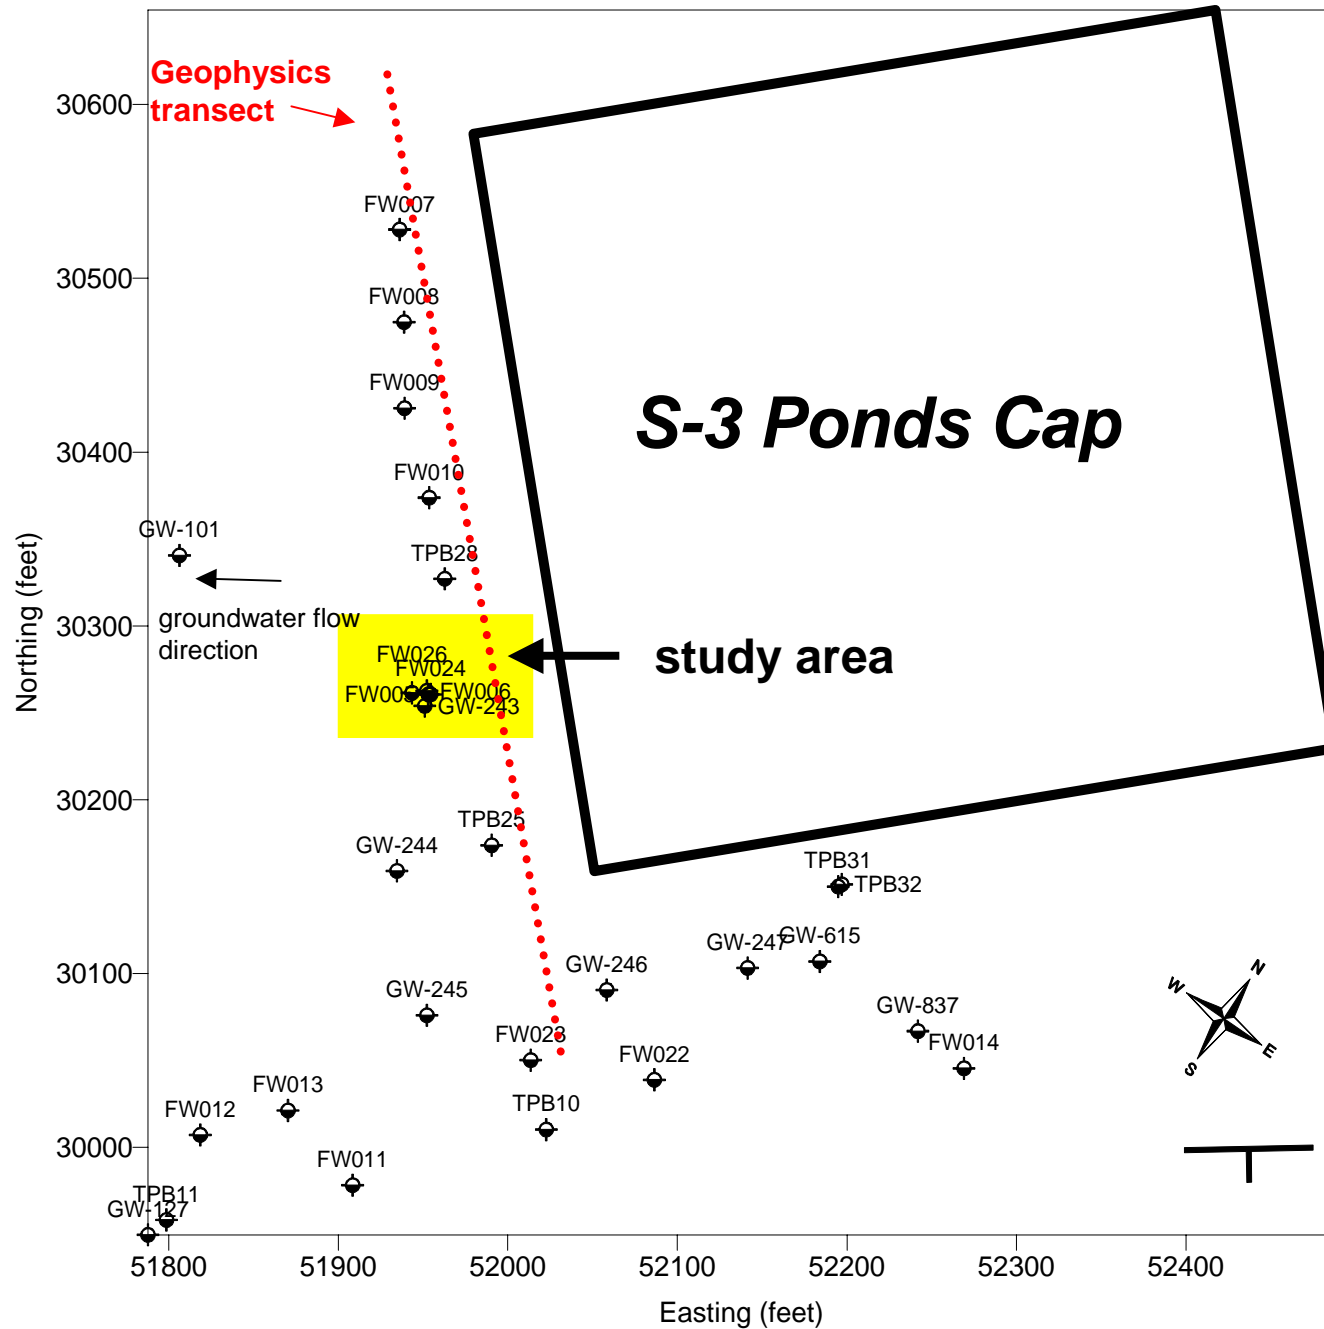 Geophysics
transect
30600
FW007
30500
FW008
FW009
S-3 Ponds Cap
30400
FW010
GW-101
TPB28
Northing (feet)
groundwater flow
direction
30300
FW026
study area
FW024
FW005
FW006
GW-243
30200
TPB25
GW-244
TPB31
TPB32
GW-247
GW-615
30100
GW-246
GW-245
GW-837
FW023
FW022
FW014
N
W
E
S
FW013
TPB10
FW012
30000
FW011
TPB11
GW-127
51800
51900
52000
52100
52200
52300
52400
Easting (feet)